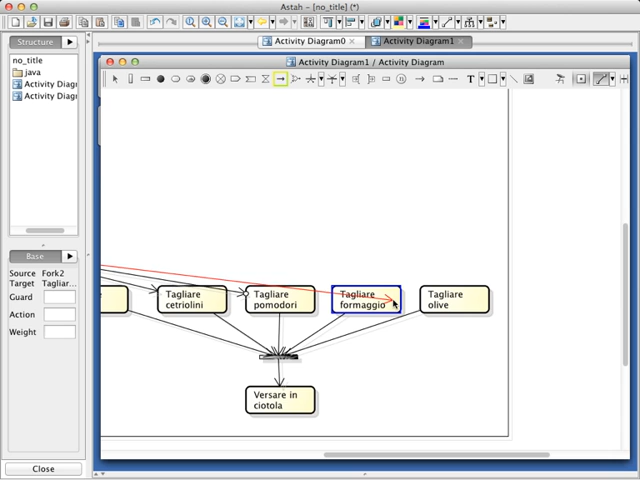 Astah - [no_title] (*)
Structure
Activity Diagram0
Activity Diagram1
no_title
java
Activity Diagr
Activity Diagr
Activity Diagram1 / Activity Diagram
T
Base
Source Fork2
Target Tagliar...
Guard
Action
Weight
Close
e
Tagliare
cetriolini
Tagliare
pomodori
Tagliare
formaggio
Tagliare
olive
Versare in
ciotola